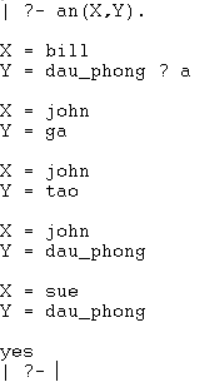 | ?- an(X,Y).
X = bill
Y = dau_phong ? a
X = john
Y = ga
X = john
Y = tao
X = john
Y = dau_phong
X = sue
Y = dau_phong
yes
| ?- |